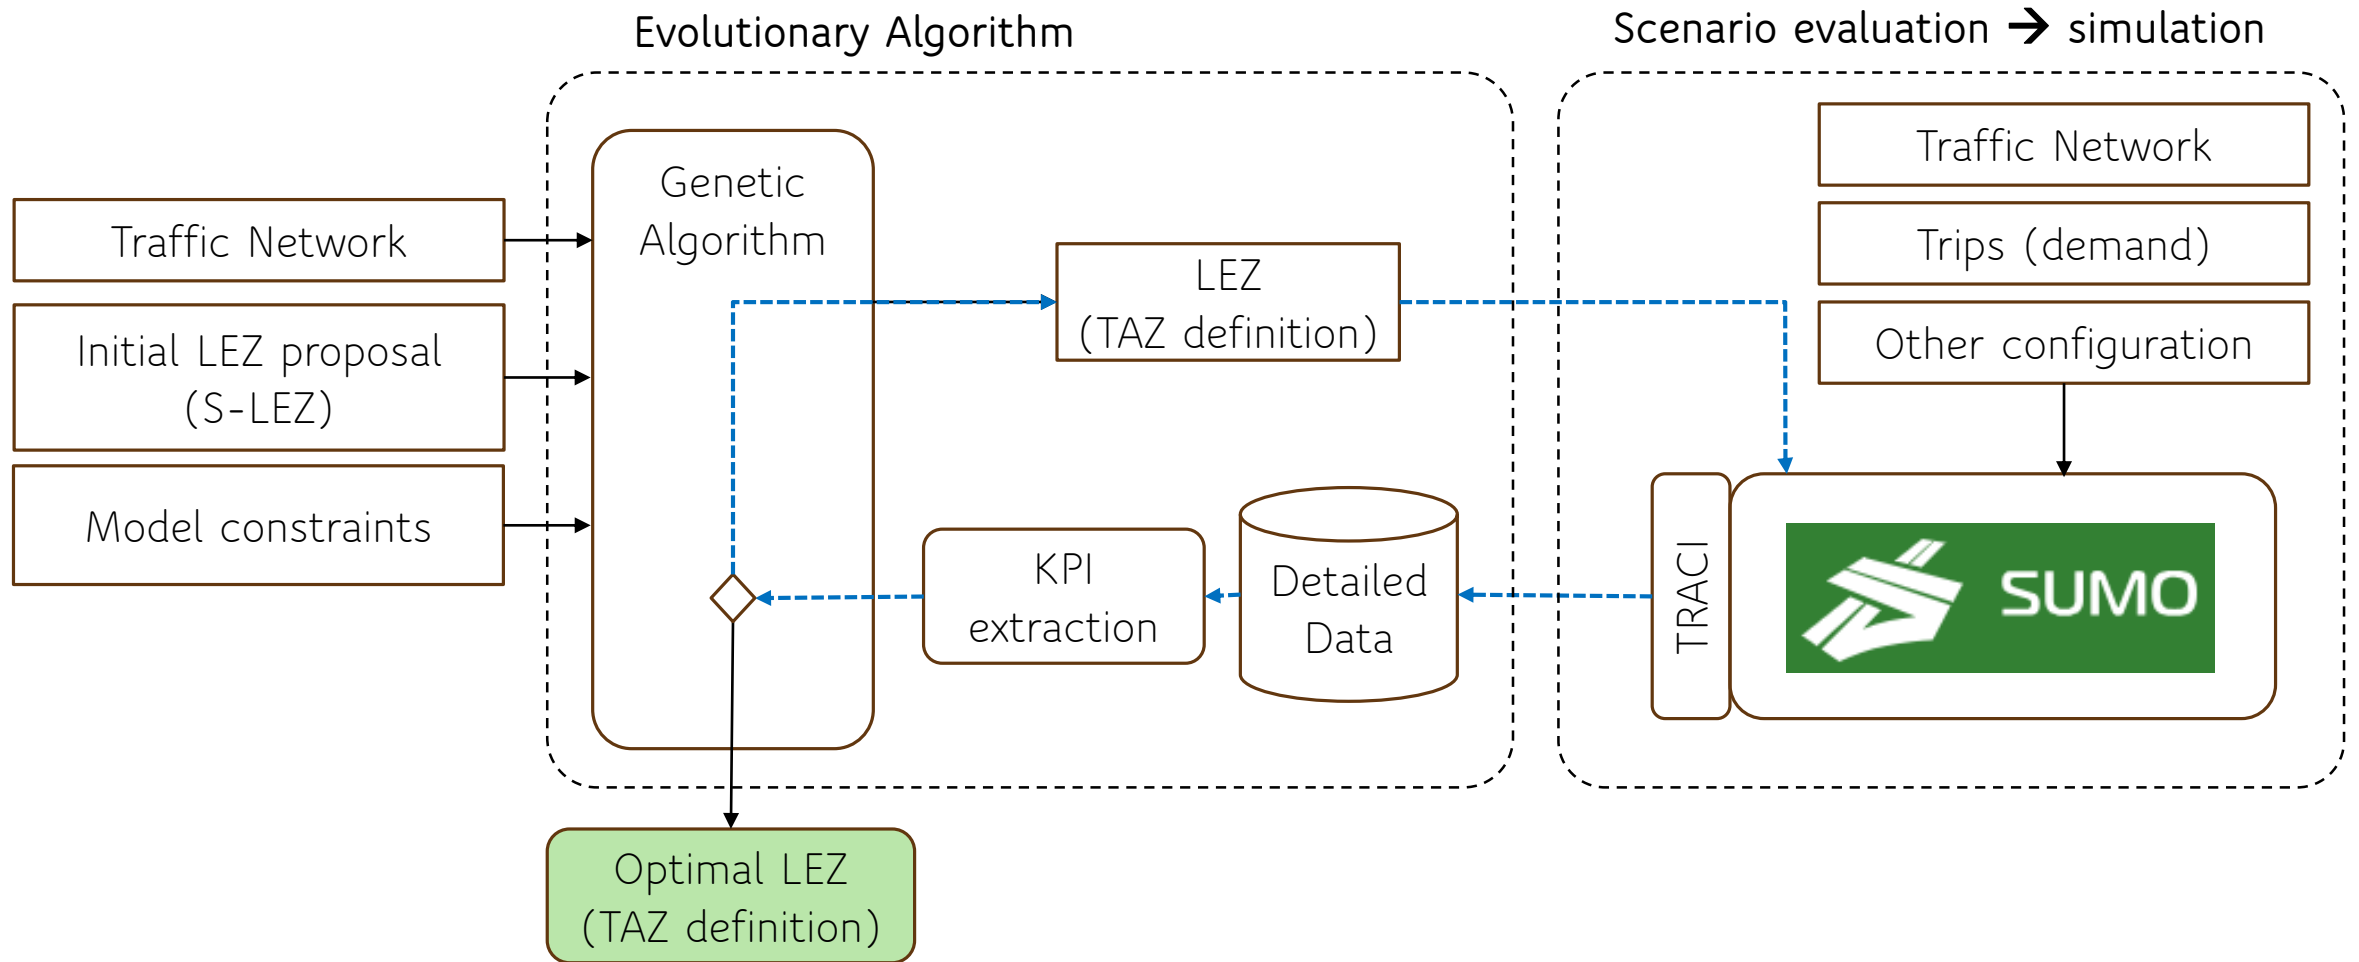 Evolutionary Algorithm
Scenario evaluation → simulation
Traffic Network
Initial LEZ proposal
(S-LEZ)
Model constraints
Genetic
Algorithm
LEZ
(TAZ definition)
KPI
extraction
Detailed
Data
Traffic Network
Trips (demand)
Other configuration
TRACI
SUMO
Optimal LEZ
(TAZ definition)